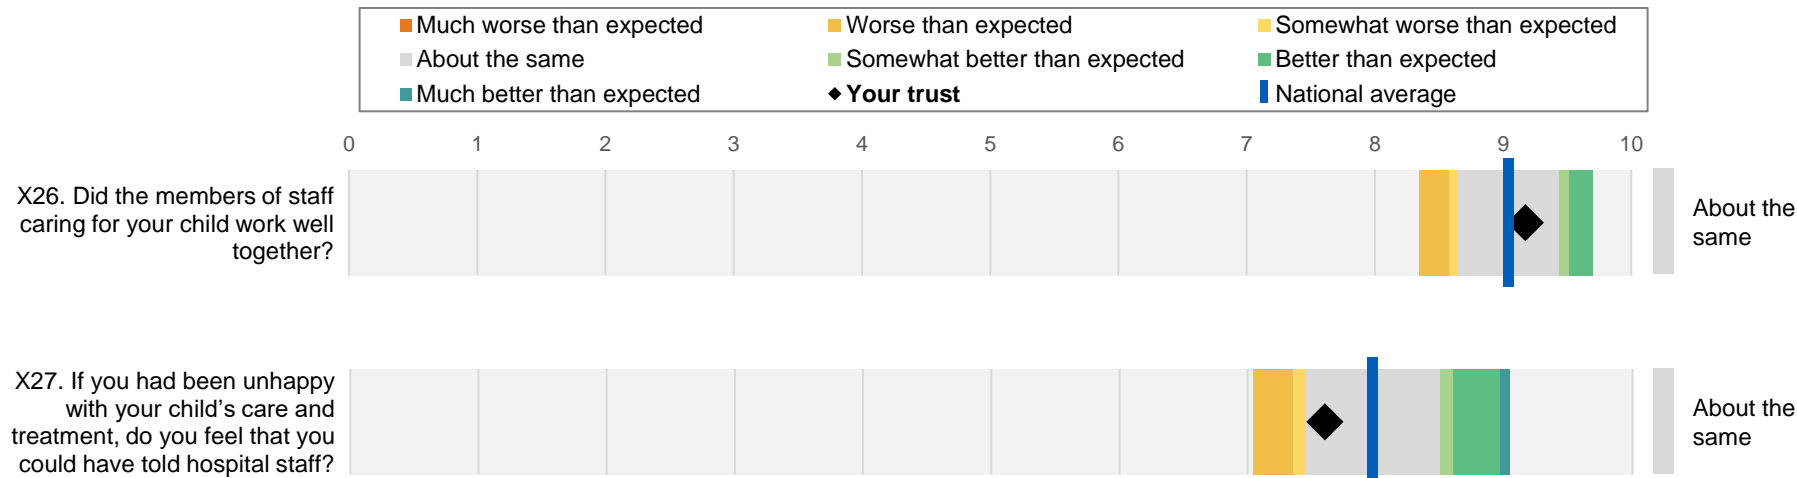 Much worse than expected
Worse than expected
Somewhat worse than expected
About the same
Somewhat better than expected
Better than expected
Much better than expected
Your trust
National average
0 1 2 3 4 5 6 7 8 9 10
X26. Did the members of staff
caring for your child work well
together?
About the
same
X27. If you had been unhappy
with your child’s care and
treatment, do you feel that you
could have told hospital staff?
About the
same